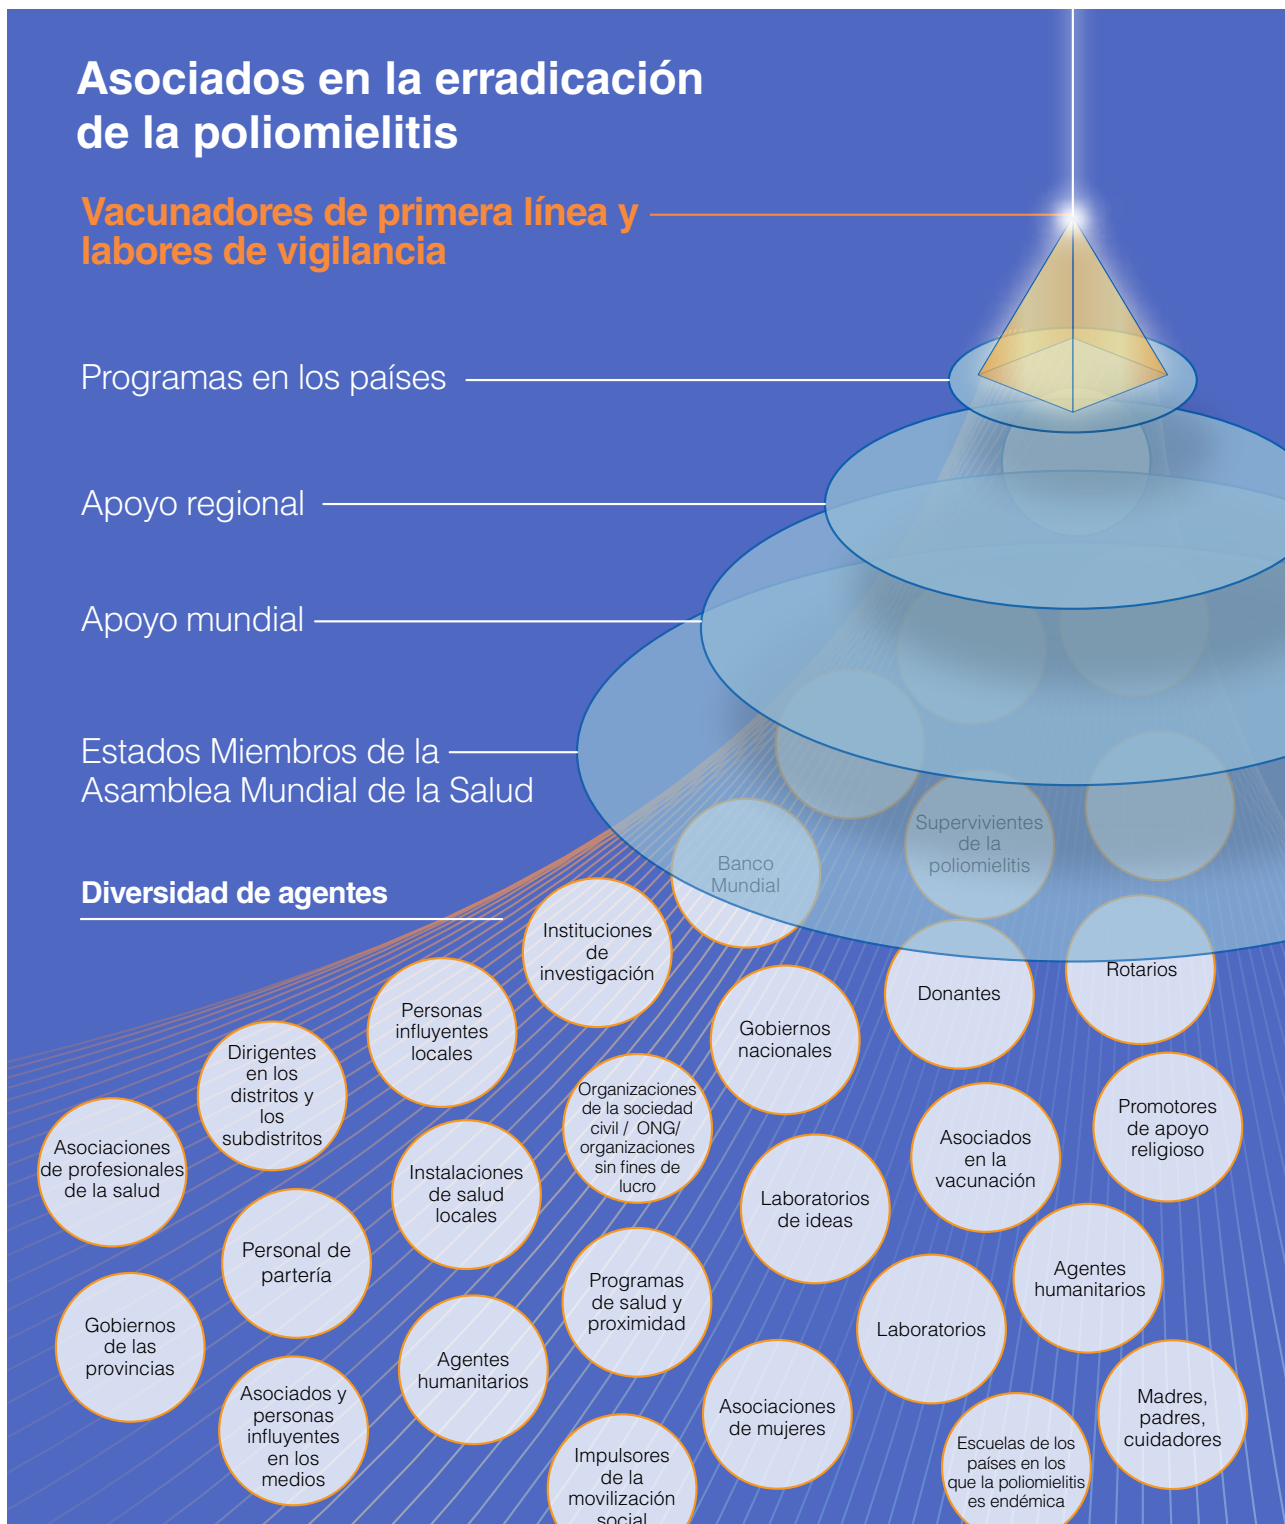 Asociados en la erradicación
de la poliomielitis
Vacunadores de primera línea y
labores de vigilancia
Programas en los países
Apoyo regional
Apoyo mundial
Estados Miembros de la
Asamblea Mundial de la Salud
Diversidad de agentes
Supervivientes
de la
poliomielitis
Banco
Mundial
Instituciones
de
investigación
Rotarios
Donantes
Personas
influyentes
locales
Gobiernos
nacionales
Dirigentes
en los
distritos y
los
subdistritos
Organizaciones
de la sociedad
civil / ONG/
organizaciones
sin fines de
lucro
Promotores
de apoyo
religioso
Asociados
en la
vacunación
Asociaciones
de profesionales
de la salud
Instalaciones
de salud
locales
Laboratorios
de ideas
Personal de
partería
Agentes
humanitarios
Programas
de salud y
proximidad
Laboratorios
Gobiernos
de las
provincias
Agentes
humanitarios
Asociaciones
de mujeres
Madres,
padres,
cuidadores
Asociados y
personas
influyentes
en los
medios
Escuelas de los
países en los
que la poliomielitis
es endémica
Impulsores
de la
movilización
social